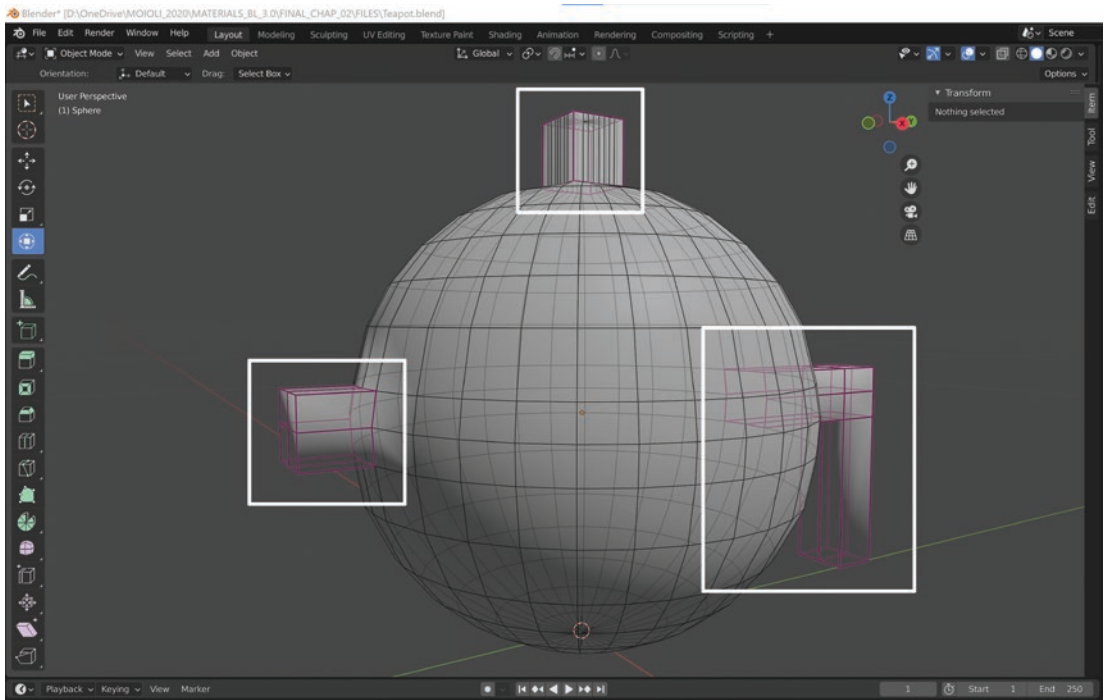 Blender* [D:\OneDrive\MOIOLI_2020\MATERIALS_BL_3.0\FINAL_CHAP_02\FILES\Teapot.blend]
File Edit Render Window Help Layout Modeling Sculpting UV Editing Texture Paint Shading Animation Rendering Compositing Scripting + Scene
Object Mode View Select Add Object Global
Orientation: Default Drag: Select Box Options
User Perspective
(1) Sphere
Z
X
Y
Transform
Nothing selected
Item
Tool
View
Edit
Playback Keying View Marker 1 Start 1 End 250